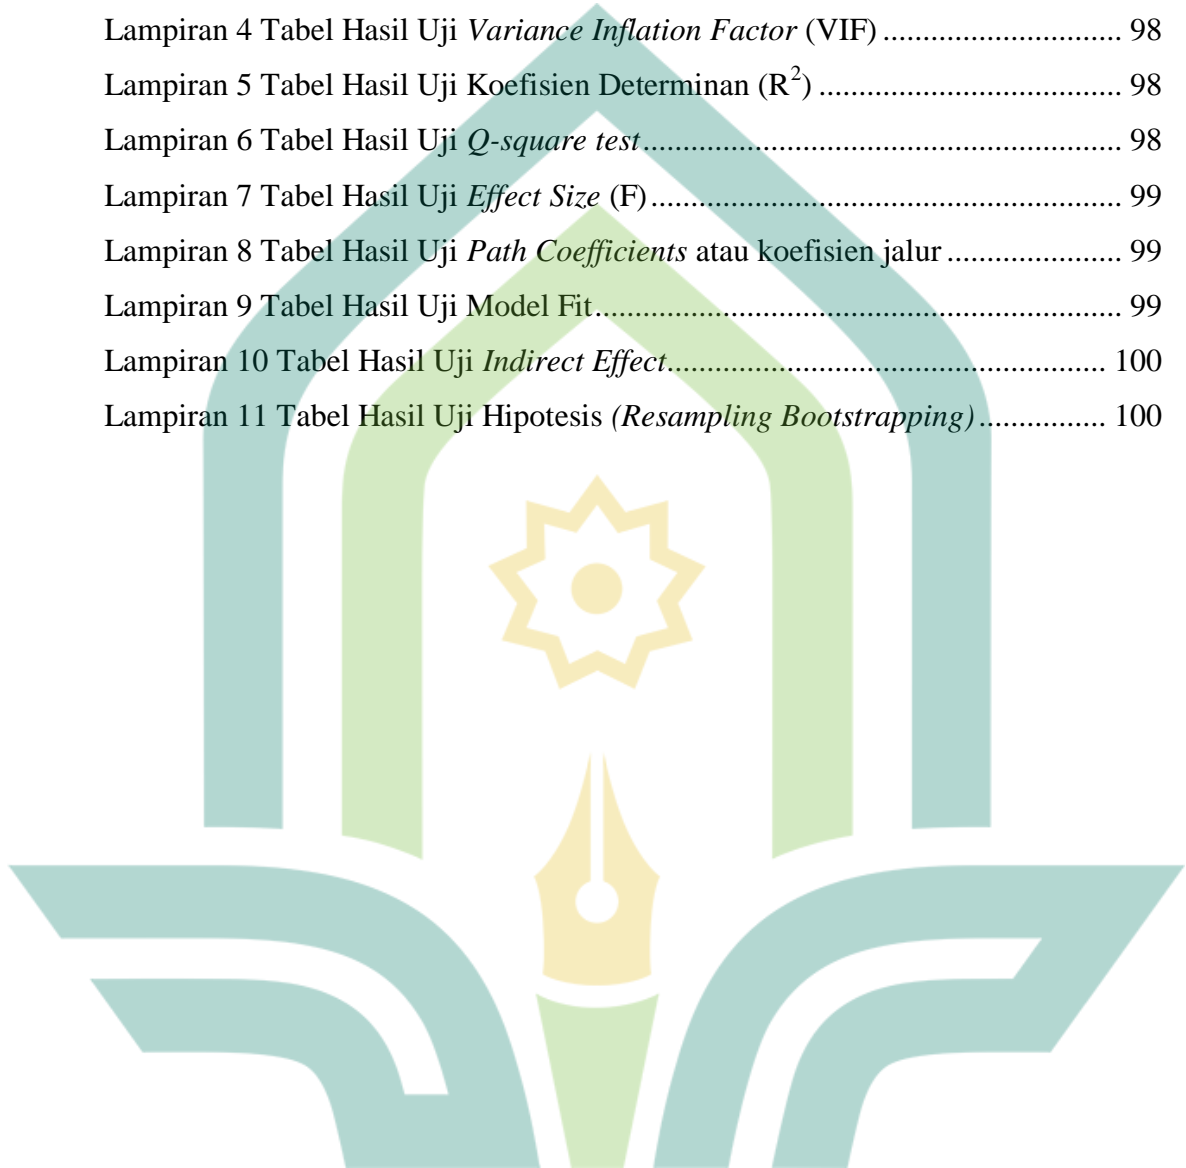 Lampiran 4 Tabel Hasil Uji Variance Inflation Factor (VIF) .............................. 98
Lampiran 5 Tabel Hasil Uji Koefisien Determinan (R²) ...................................... 98
Lampiran 6 Tabel Hasil Uji Q-square test ............................................................ 98
Lampiran 7 Tabel Hasil Uji Effect Size (F) ........................................................... 99
Lampiran 8 Tabel Hasil Uji Path Coefficients atau koefisien jalur ...................... 99
Lampiran 9 Tabel Hasil Uji Model Fit .................................................................. 99
Lampiran 10 Tabel Hasil Uji Indirect Effect ....................................................... 100
Lampiran 11 Tabel Hasil Uji Hipotesis (Resampling Bootstrapping) ................ 100